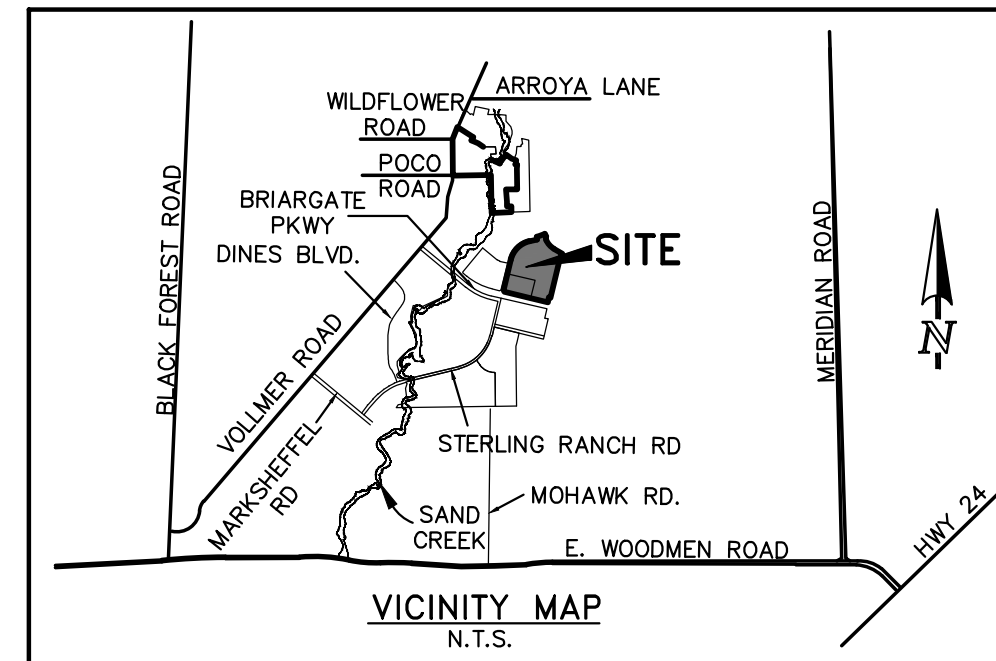 ARROYA LANE
WILDFLOWER
ROAD
POCO
ROAD
BRIARGATE
PKWY
DINES BLVD.
SITE
BLACK FOREST ROAD
MERIDIAN ROAD
N
VOLLMER ROAD
MARKSHEFFEL
RD
STERLING RANCH RD
MOHAWK RD.
SAND
CREEK
E. WOODMEN ROAD
HWY 24
VICINITY MAP
N.T.S.